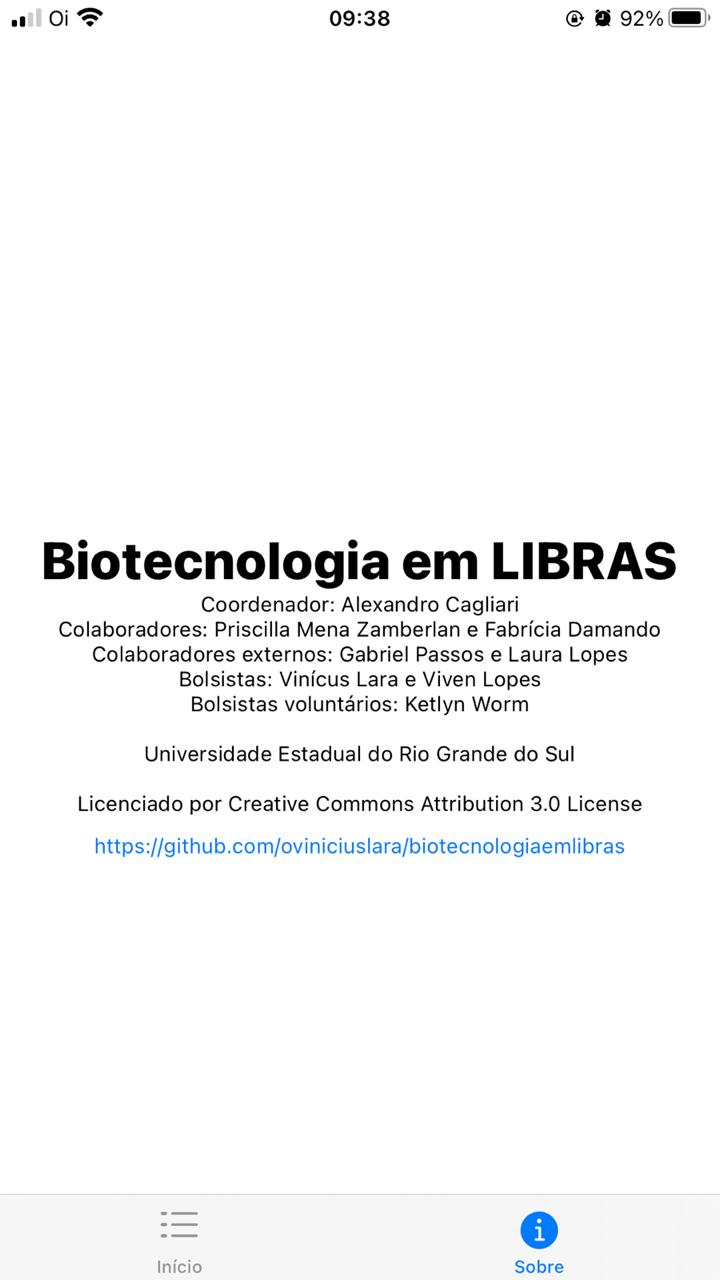 Oi 09:38 92%
Biotecnologia em LIBRAS
Coordenador: Alexandro Cagliari
Colaboradores: Priscilla Mena Zamberlan e Fabrícia Damando
Colaboradores externos: Gabriel Passos e Laura Lopes
Bolsistas: Vinícus Lara e Viven Lopes
Bolsistas voluntários: Ketlyn Worm
Universidade Estadual do Rio Grande do Sul
Licenciado por Creative Commons Attribution 3.0 License
https://github.com/oviniciuslara/biotecnologiaemlibras
Início Sobre